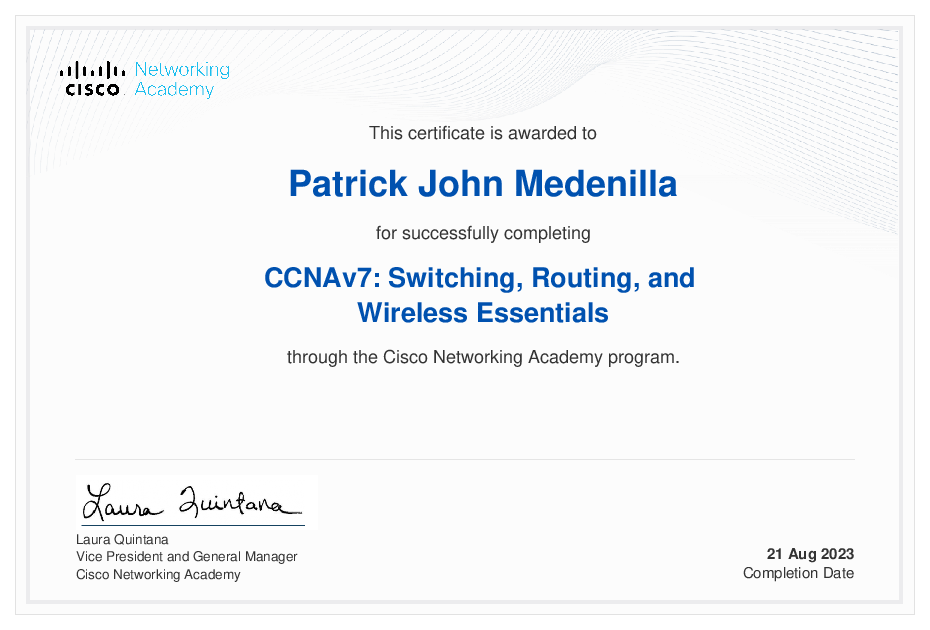 Networking
CISCO Academy
This certificate is awarded to
Patrick John Medenilla
for successfully completing
CCNAv7: Switching, Routing, and
Wireless Essentials
through the Cisco Networking Academy program.
Laura Quintana
Laura Quintana
Vice President and General Manager
Cisco Networking Academy
21 Aug 2023
Completion Date